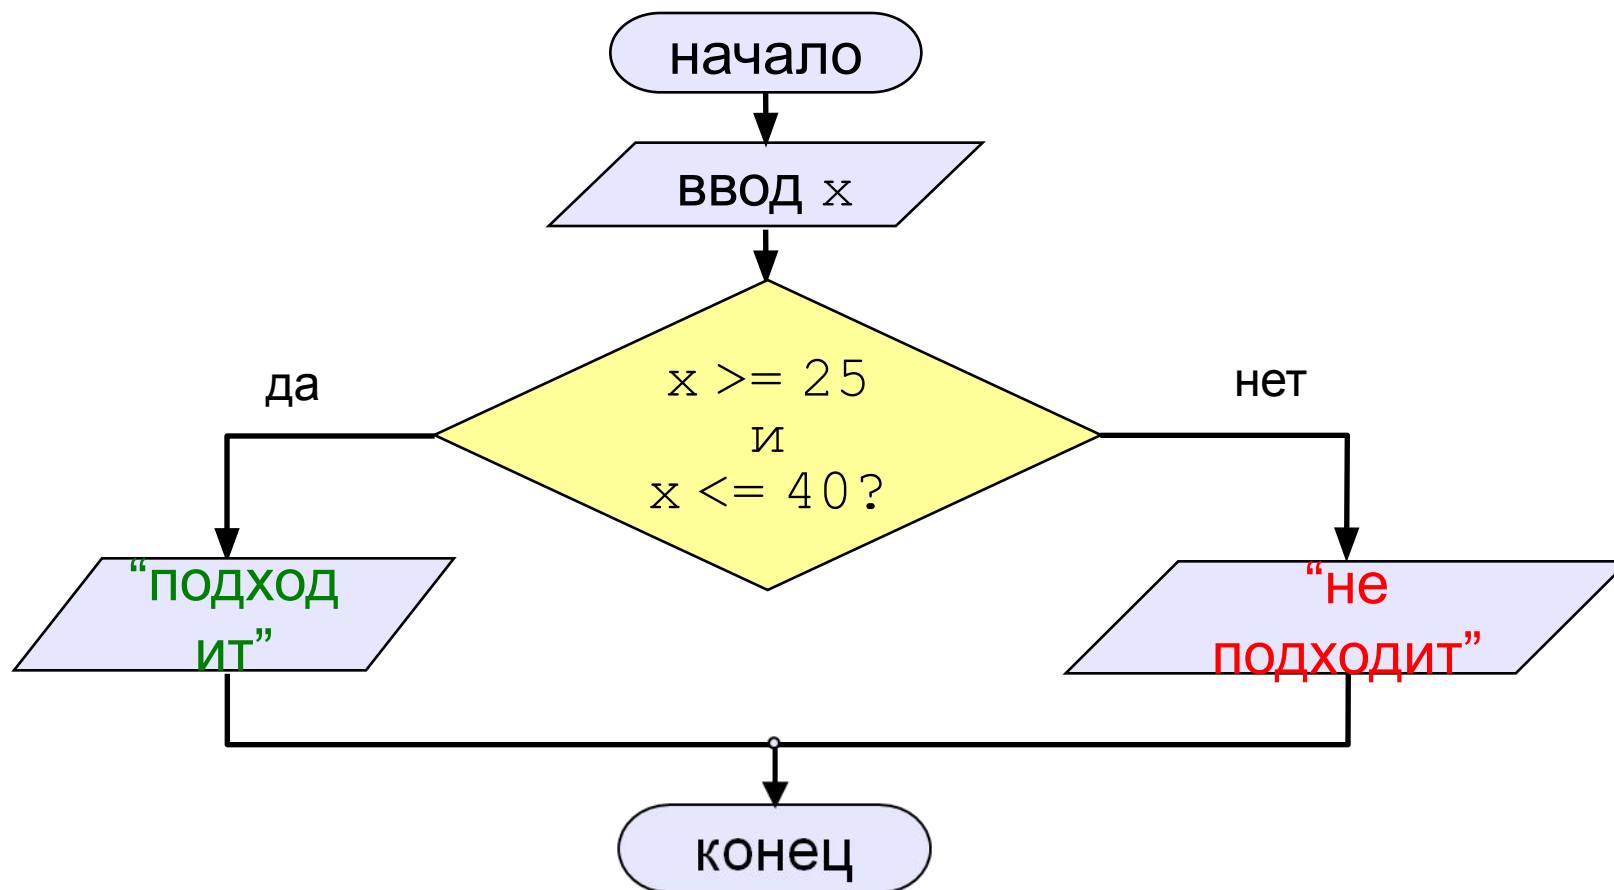 начало
ввод x
да
нет
x >= 25
и
x <= 40?
“подход
ит”
“не
подходит”
конец